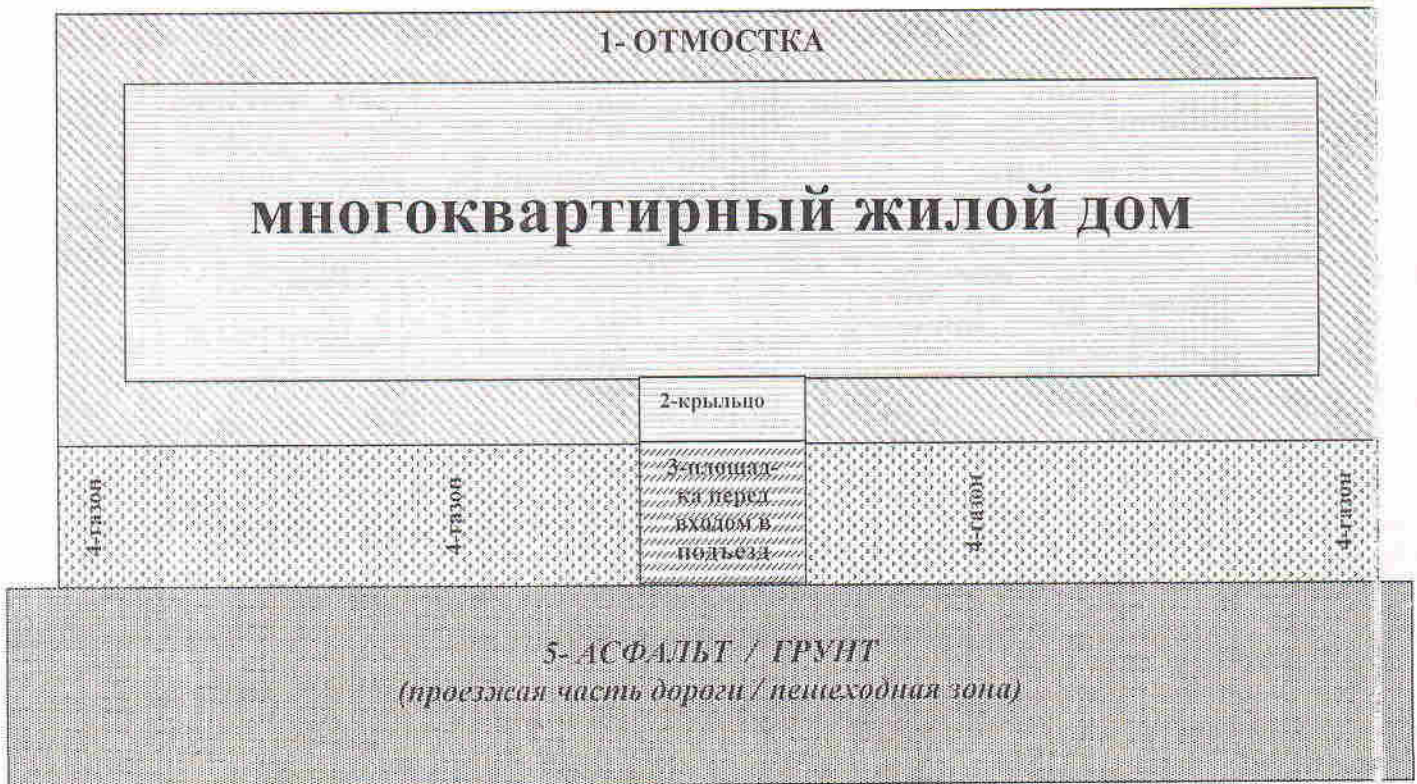 1- ОТМОСТКА
многоквартирный жилой дом
2-крыльцо
3-площад-
ка перед
входом в
подъезд
4-газон
4-газон
4-газон
4-газон
5- АСФАЛЬТ / ГРУНТ
(проезжая часть дороги / пешеходная зона)